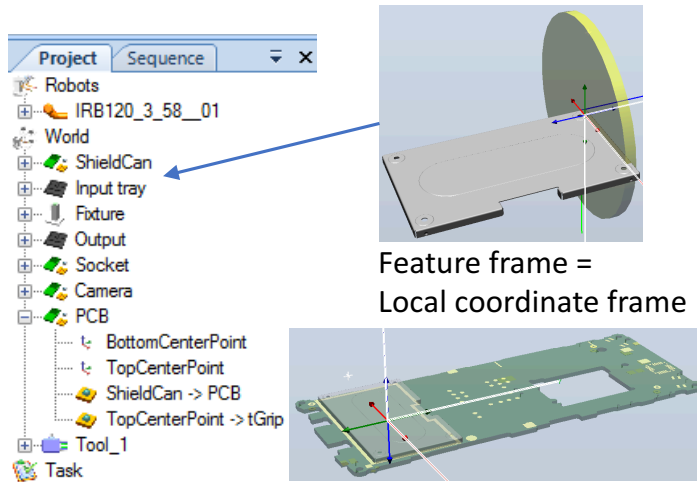 Project Sequence
Robots
IRB120_3_58__01
World
ShieldCan
Input tray
Fixture
Output
Socket
Camera
PCB
BottomCenterPoint
TopCenterPoint
ShieldCan -> PCB
TopCenterPoint -> tGrip
Tool_1
Task
Feature frame =
Local coordinate frame